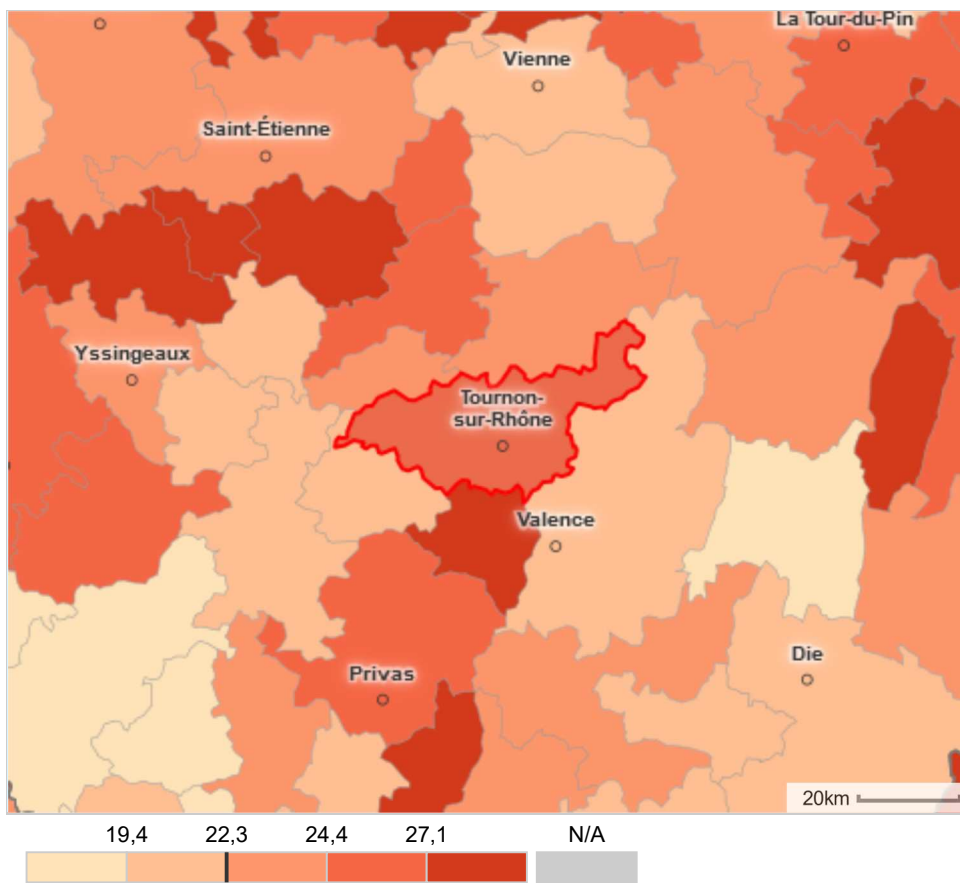 La Tour-du-Pin
Vienne
Saint-Étienne
Yssingeaux
Tournon-
sur-Rhône
Valence
Die
Privas
20km
19,4 22,3 24,4 27,1 N/A